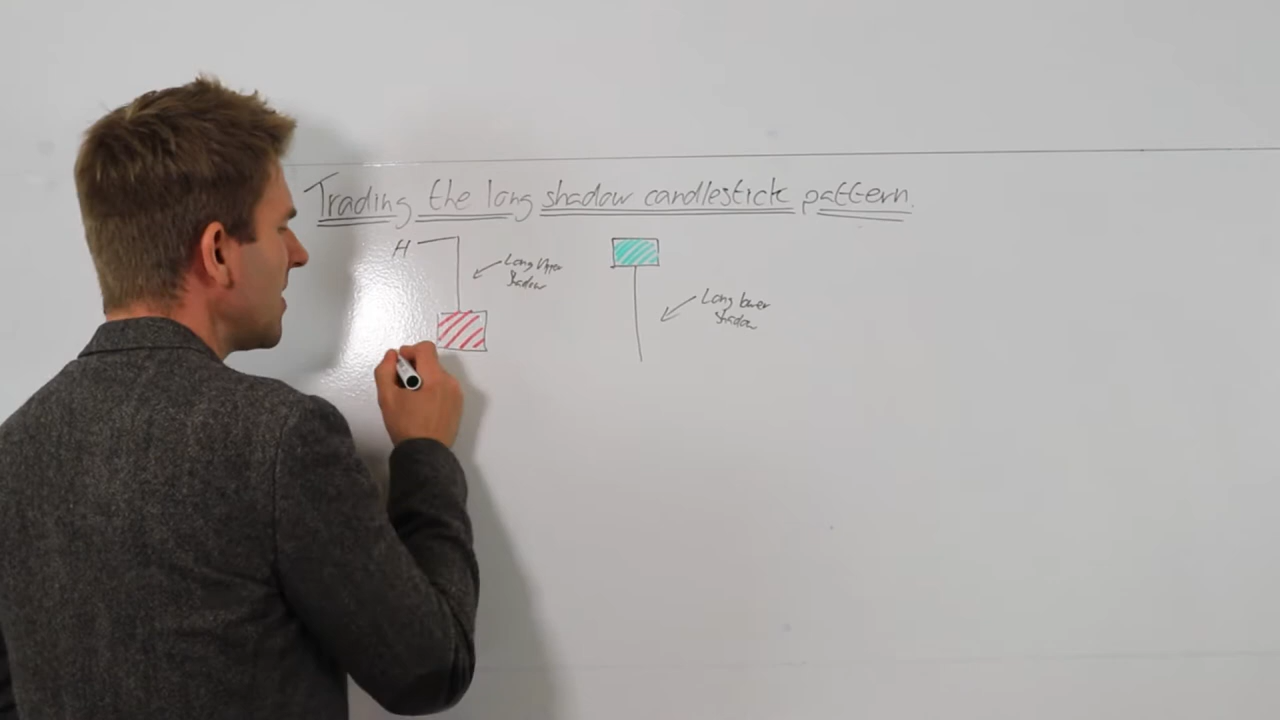 Trading the long shadow candlestick pattern.
H
Long Upper
Shadow
Long lower
Shadow